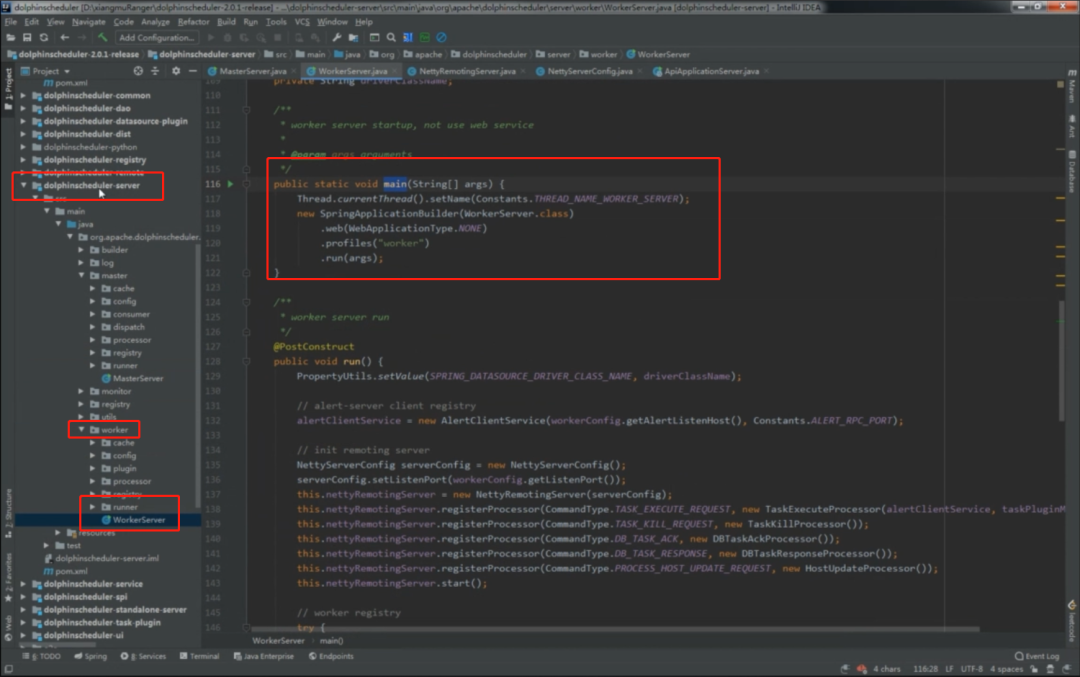 dolphinscheduler [D:\xiangmuRanger\dolphinscheduler-2.0.1-release] - ...\dolphinscheduler-server\src\main\java\org\apache\dolphinscheduler\server\worker\WorkerServer.java [dolphinscheduler-server] - IntelliJ IDEA
File Edit View Navigate Code Analyze Refactor Build Run Tools VCS Window Help
Add Configuration...
dolphinscheduler-2.0.1-release dolphinscheduler-server src main java org apache dolphinscheduler server worker WorkerServer
Project
MasterServer.java WorkerServer.java NettyRemotingServer.java NettyServerConfig.java ApiApplicationServer.java
1: Project
pom.xml
dolphinscheduler-common
dolphinscheduler-dao
dolphinscheduler-datasource-plugin
dolphinscheduler-dist
dolphinscheduler-python
dolphinscheduler-registry
dolphinscheduler-remote
dolphinscheduler-server
src
main
java
org.apache.dolphinscheduler.
builder
log
master
cache
config
consumer
dispatch
processor
registry
runner
MasterServer
monitor
registry
utils
worker
cache
config
plugin
processor
registry
runner
WorkerServer
resources
test
dolphinscheduler-server.iml
pom.xml
dolphinscheduler-service
dolphinscheduler-spi
dolphinscheduler-standalone-server
dolphinscheduler-task-plugin
dolphinscheduler-ui
private String driverClassName;
110
111 /**
112 * worker server startup, not use web service
113 *
114 * @param args arguments
115 */
116 public static void main(String[] args) {
117 Thread.currentThread().setName(Constants.THREAD_NAME_WORKER_SERVER);
118 new SpringApplicationBuilder(WorkerServer.class)
119 .web(WebApplicationType.NONE)
120 .profiles("worker")
121 .run(args);
122 }
123
124 /**
125 * worker server run
126 */
127 @PostConstruct
128 public void run() {
129 PropertyUtils.setValue(SPRING_DATASOURCE_DRIVER_CLASS_NAME, driverClassName);
130
131 // alert-server client registry
132 alertClientService = new AlertClientService(workerConfig.getAlertListenHost(), Constants.ALERT_RPC_PORT);
133
134 // init remoting server
135 NettyServerConfig serverConfig = new NettyServerConfig();
136 serverConfig.setListenPort(workerConfig.getListenPort());
137 this.nettyRemotingServer = new NettyRemotingServer(serverConfig);
138 this.nettyRemotingServer.registerProcessor(CommandType.TASK_EXECUTE_REQUEST, new TaskExecuteProcessor(alertClientService, taskPluginM
139 this.nettyRemotingServer.registerProcessor(CommandType.TASK_KILL_REQUEST, new TaskKillProcessor());
140 this.nettyRemotingServer.registerProcessor(CommandType.DB_TASK_ACK, new DBTaskAckProcessor());
141 this.nettyRemotingServer.registerProcessor(CommandType.DB_TASK_RESPONSE, new DBTaskResponseProcessor());
142 this.nettyRemotingServer.registerProcessor(CommandType.PROCESS_HOST_UPDATE_REQUEST, new HostUpdateProcessor());
143 this.nettyRemotingServer.start();
144
145 // worker registry
146 try {
WorkerServer main()
Maven
Ant
Database
leetcode
Z: Structure
2: Favorites
Web
6: TODO Spring 8: Services Terminal Java Enterprise Endpoints Event Log
4 chars 116:28 LF UTF-8 4 spaces